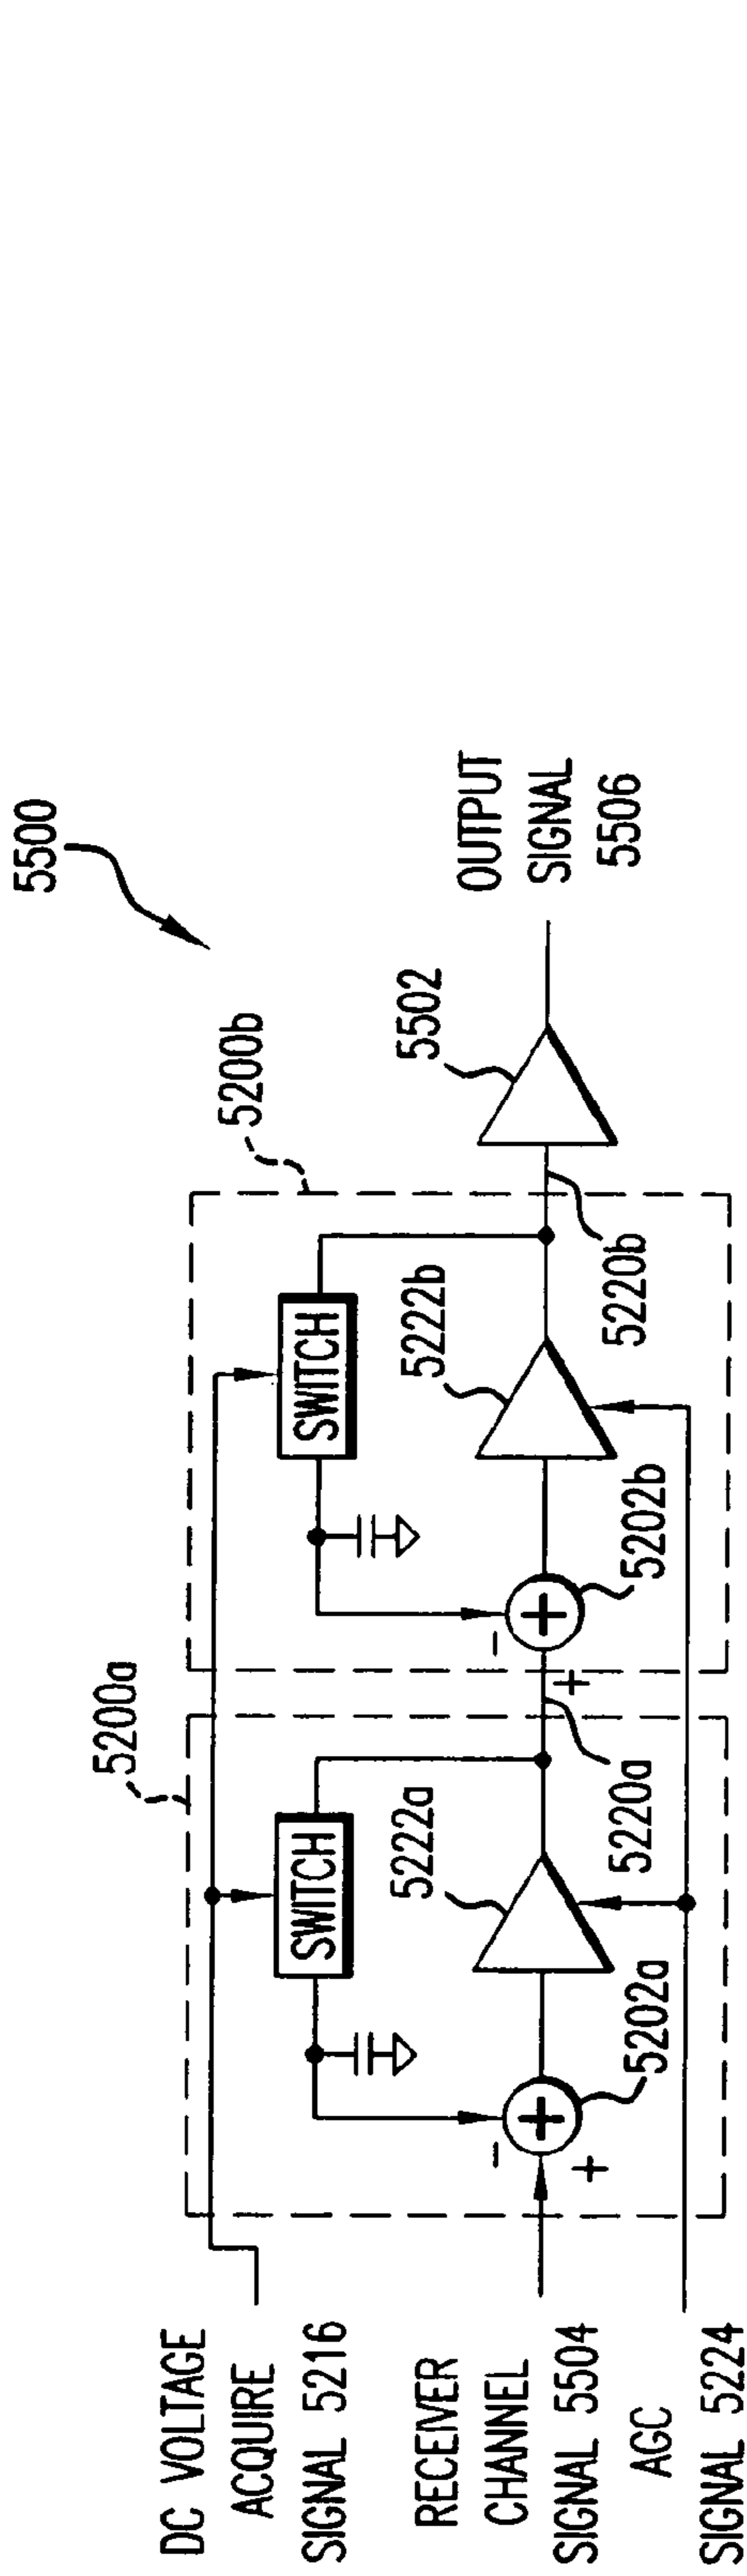 5500
5200a
5200b
DC VOLTAGE
ACQUIRE
SIGNAL 5216
SWITCH
SWITCH
5222a
5222b
5502
OUTPUT
SIGNAL
5506
RECEIVER
CHANNEL
SIGNAL 5504
-
+
+
-
+
+
5202a
5220a
5202b
5220b
AGC
SIGNAL 5224